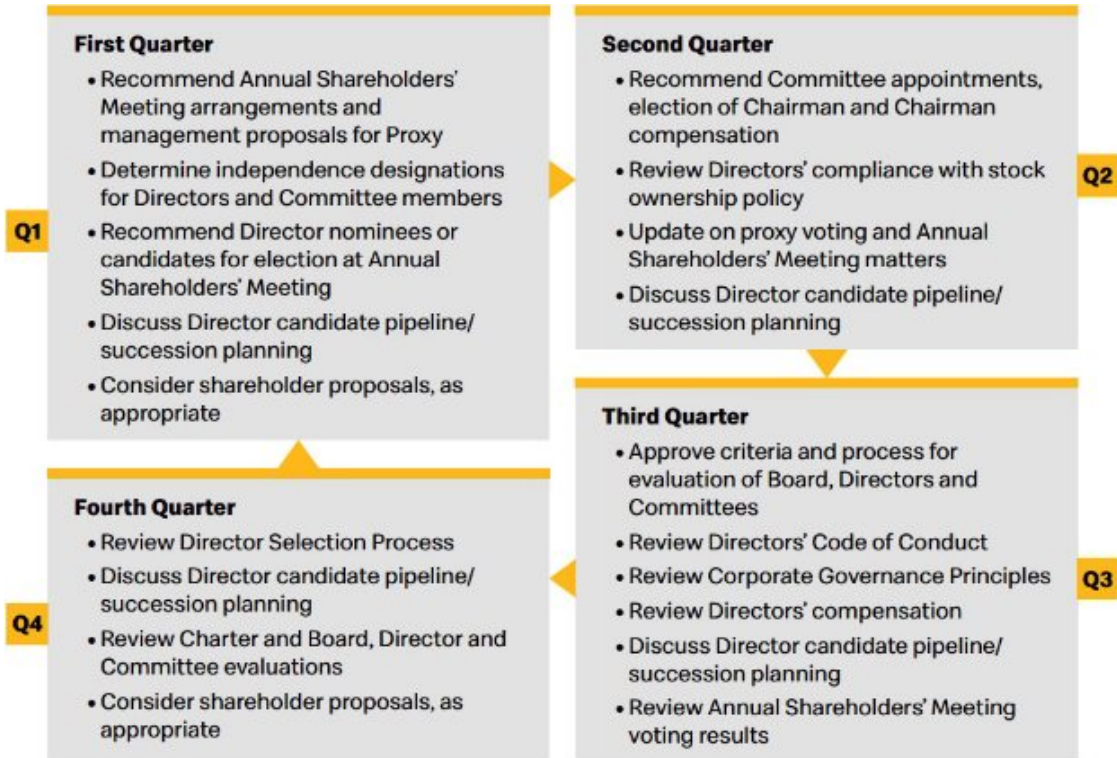 First Quarter
• Recommend Annual Shareholders'
Meeting arrangements and
management proposals for Proxy
• Determine independence designations
for Directors and Committee members
• Recommend Director nominees or
candidates for election at Annual
Shareholders' Meeting
• Discuss Director candidate pipeline/
succession planning
• Consider shareholder proposals, as
appropriate
Q1
Second Quarter
• Recommend Committee appointments,
election of Chairman and Chairman
compensation
• Review Directors' compliance with stock
ownership policy
• Update on proxy voting and Annual
Shareholders' Meeting matters
• Discuss Director candidate pipeline/
succession planning
Q2
Third Quarter
• Approve criteria and process for
evaluation of Board, Directors and
Committees
• Review Directors' Code of Conduct
• Review Corporate Governance Principles
• Review Directors' compensation
• Discuss Director candidate pipeline/
succession planning
• Review Annual Shareholders' Meeting
voting results
Q3
Fourth Quarter
• Review Director Selection Process
• Discuss Director candidate pipeline/
succession planning
• Review Charter and Board, Director and
Committee evaluations
• Consider shareholder proposals, as
appropriate
Q4